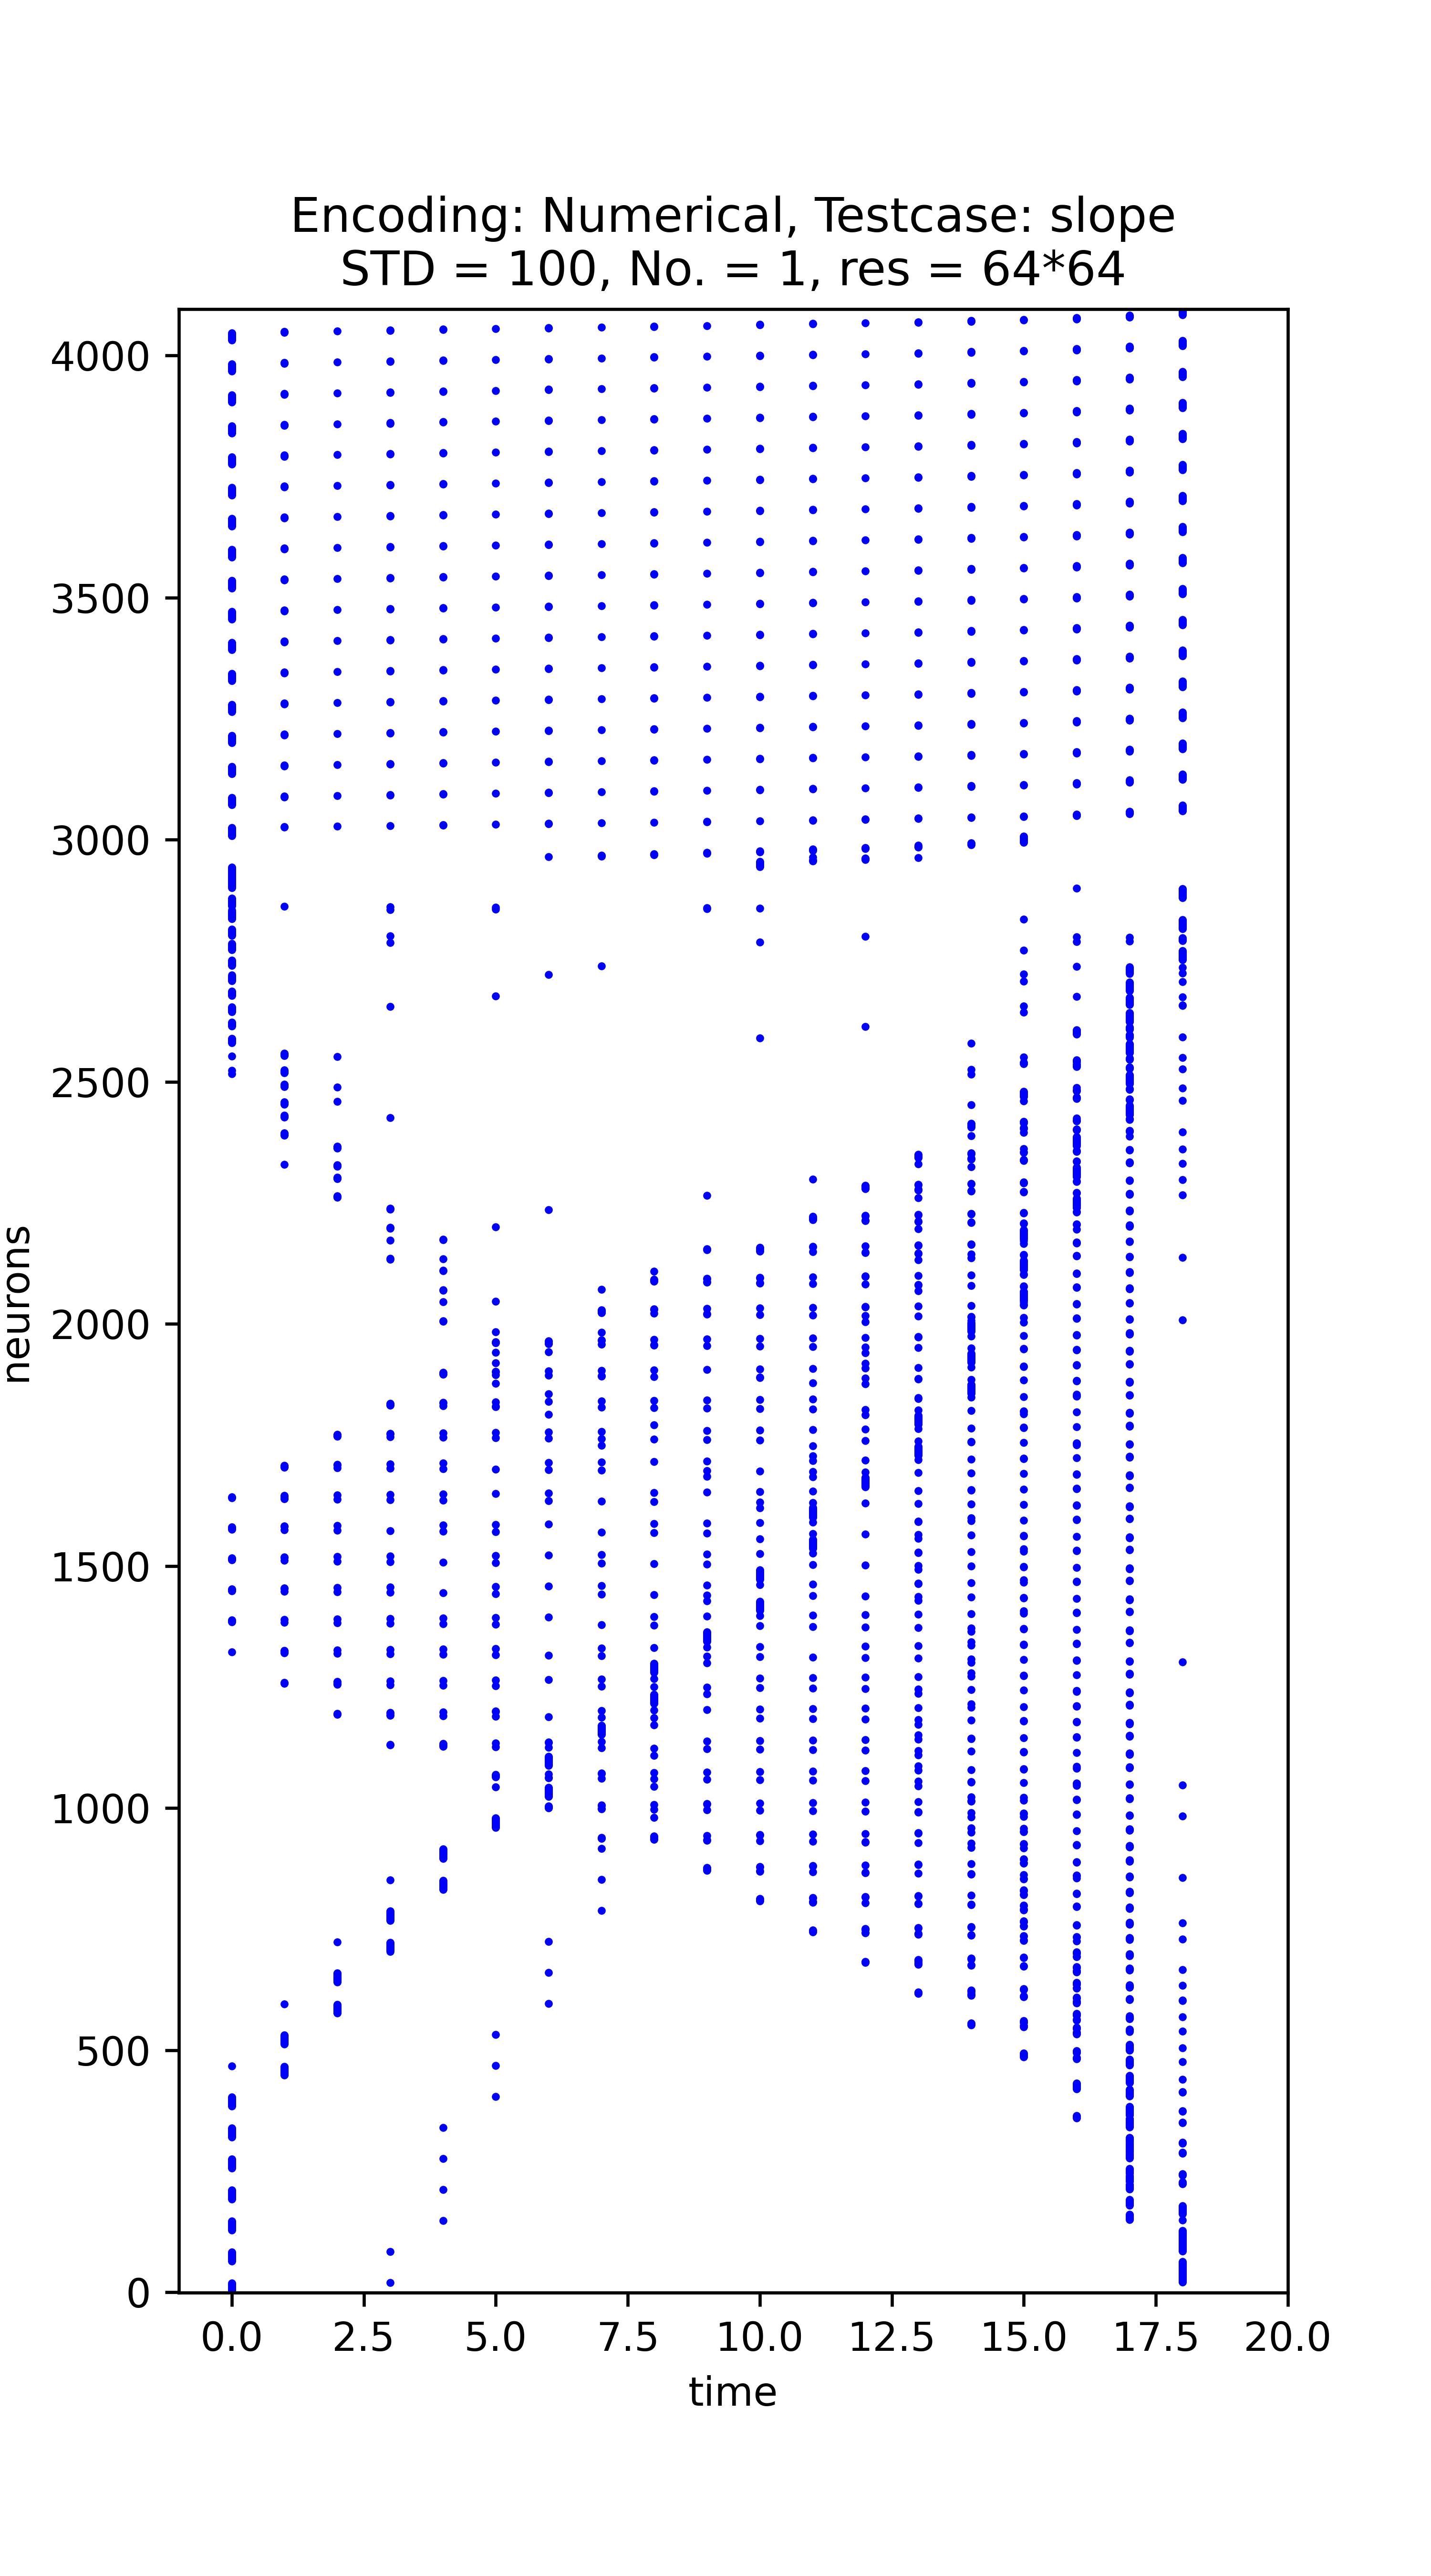 Encoding: Numerical, Testcase: slope
STD = 100, No. = 1, res = 64*64
neurons
4000
3500
3000
2500
2000
1500
1000
500
0
0.0 2.5 5.0 7.5 10.0 12.5 15.0 17.5 20.0
time